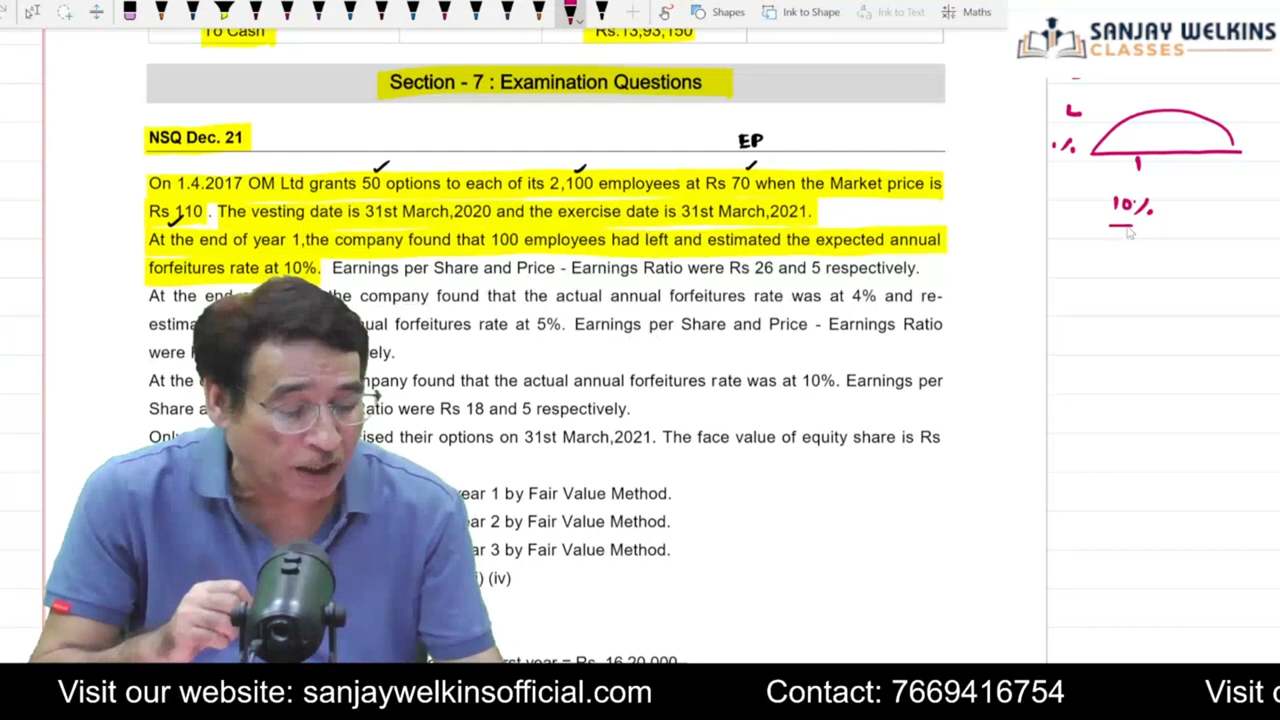 Shapes Ink to Shape Ink to Text Maths
SANJAY WELKINS
CLASSES
To Cash Rs.13,93,150
Section - 7 : Examination Questions
NSQ Dec. 21
EP
On 1.4.2017 OM Ltd grants 50 options to each of its 2,100 employees at Rs 70 when the Market price is
Rs 110 . The vesting date is 31st March,2020 and the exercise date is 31st March,2021.
At the end of year 1,the company found that 100 employees had left and estimated the expected annual
forfeitures rate at 10%. Earnings per Share and Price - Earnings Ratio were Rs 26 and 5 respectively.
At the end the company found that the actual annual forfeitures rate was at 4% and re-
forfeitures rate at 5%. Earnings per Share and Price - Earnings Ratio
were
At the found that the actual annual forfeitures rate was at 10%. Earnings per
Share were Rs 18 and 5 respectively.
their options on 31st March,2021. The face value of equity share is Rs
1 by Fair Value Method.
2 by Fair Value Method.
3 by Fair Value Method.
(iv)
= Rs. 16,20,000
1
10%
Visit our website: sanjaywelkinsofficial.com Contact: 7669416754 Visit